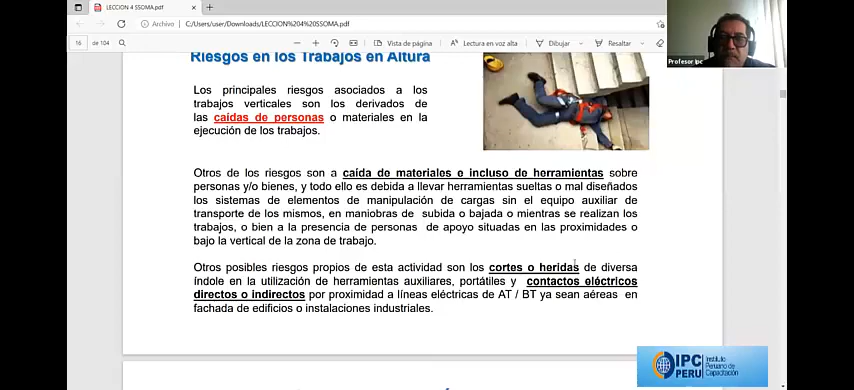 LECCION 4 SSOMA.pdf
Archivo
C:/Users/user/Downloads/LECCION%204%20SSOMA.pdf
16 de 104
Vista de página
Lectura en voz alta
Dibujar
Resaltar
Profesor Ipc
Riesgos en los Trabajos en Altura
Los principales riesgos asociados a los
trabajos verticales son los derivados de
las caídas de personas o materiales en la
ejecución de los trabajos.
Otros de los riesgos son a caída de materiales e incluso de herramientas sobre
personas y/o bienes, y todo ello es debida a llevar herramientas sueltas o mal diseñados
los sistemas de elementos de manipulación de cargas sin el equipo auxiliar de
transporte de los mismos, en maniobras de subida o bajada o mientras se realizan los
trabajos, o bien a la presencia de personas de apoyo situadas en las proximidades o
bajo la vertical de la zona de trabajo.
Otros posibles riesgos propios de esta actividad son los cortes o heridas de diversa
índole en la utilización de herramientas auxiliares, portátiles y contactos eléctricos
directos o indirectos por proximidad a líneas eléctricas de AT / BT ya sean aéreas en
fachada de edificios o instalaciones industriales.
IPC
PERU
Instituto
Peruano de
Capacitación